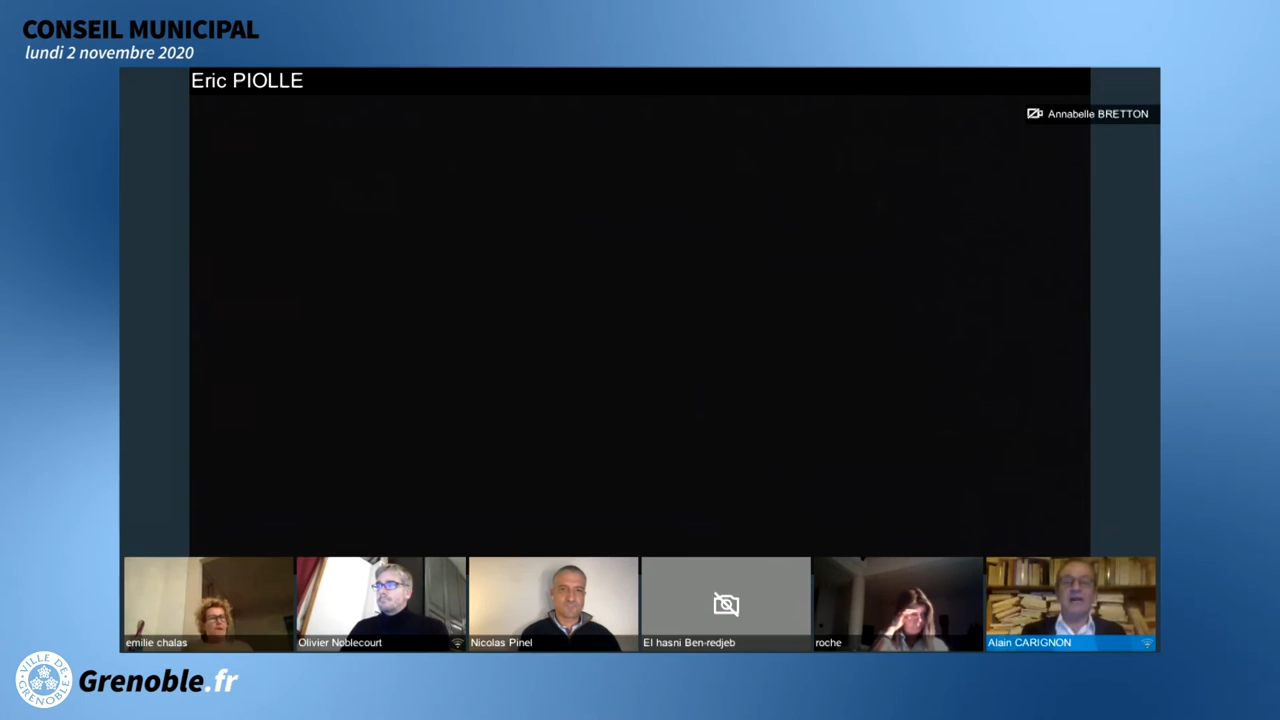 CONSEIL MUNICIPAL
lundi 2 novembre 2020
Eric PIOLLE
Annabelle BRETTON
emilie chalas
Olivier Noblecourt
Nicolas Pinel
El hasni Ben-redjeb
roche
Alain CARIGNON
VILLE DE GRENOBLE
Grenoble.fr